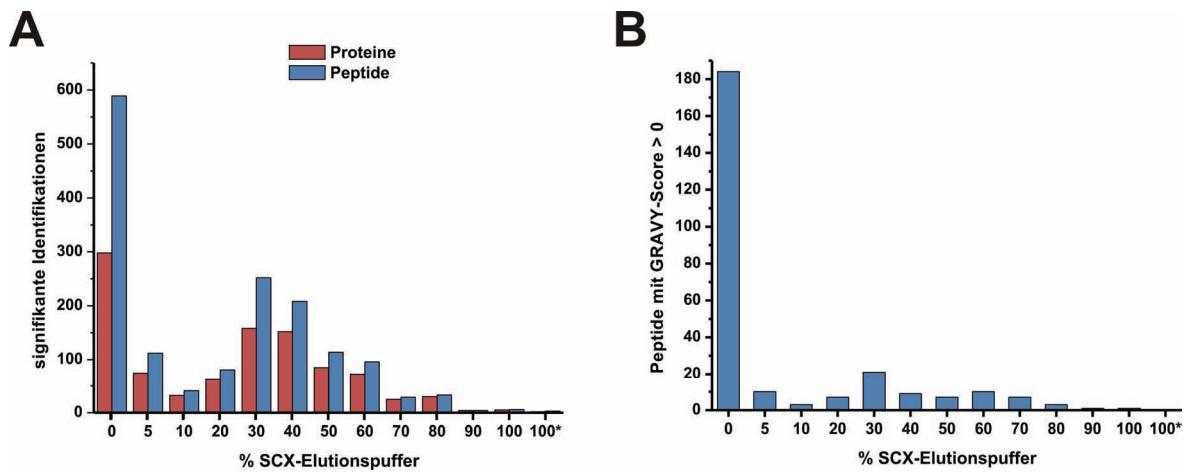 A
Proteine
Peptide
signifikante Identifikationen
600
500
400
300
200
100
0
0 5 10 20 30 40 50 60 70 80 90 100 100*
% SCX-Elutionspuffer
B
Peptide mit GRAVY-Score > 0
180
160
140
120
100
80
60
40
20
0
0 5 10 20 30 40 50 60 70 80 90 100 100*
% SCX-Elutionspuffer